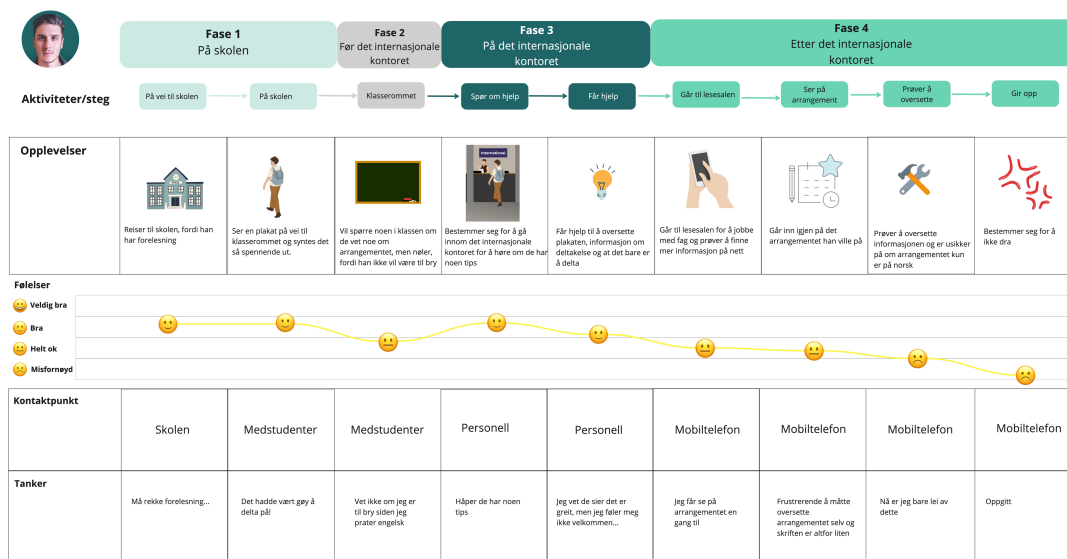 Fase 1
På skolen
Fase 2
Før det internasjonale
kontoret
Fase 3
På det internasjonale
kontoret
Fase 4
Etter det internasjonale
kontoret
Aktiviteter/steg
På vei til skolen
På skolen
Klasserommet
Spør om hjelp
Får hjelp
Går til lesesalen
Ser på
arrangement
Prøver å
oversette
Gir opp
Opplevelser
International
Reiser til skolen, fordi han
har forelesning
Ser en plakat på vei til
klasserommet og syntes det
så spennende ut.
Vil spørre noen i klassen om
de vet noe om
arrangementet, men nøler,
fordi han ikke vil være til bry
Bestemmer seg for å gå
innom det internasjonale
kontoret for å høre om de har
noen tips
Får hjelp til å oversette
plakaten, informasjon om
deltakelse og at det bare er
å delta
Går til lesesalen for å jobbe
med fag og prøver å finne
mer informasjon på nett
Går inn igjen på det
arrangementet han ville på
Prøver å oversette
informasjonen og er usikker
på om arrangementet kun
er på norsk
Bestemmer seg for å
ikke dra
Følelser
Veldig bra
Bra
Helt ok
Misfornøyd
Kontaktpunkt
Skolen
Medstudenter
Medstudenter
Personell
Personell
Mobiltelefon
Mobiltelefon
Mobiltelefon
Mobiltelefon
Tanker
Må rekke forelesning...
Det hadde vært gøy å
delta på!
Vet ikke om jeg er
til bry siden jeg
prater engelsk
Håper de har noen
tips
Jeg vet de sier det er
greit, men jeg føler meg
ikke velkommen...
Jeg får se på
arrangementet en
gang til
Frustrerende å måtte
oversette
arrangementet selv og
skriften er altfor liten
Nå er jeg bare lei av
dette
Oppgitt